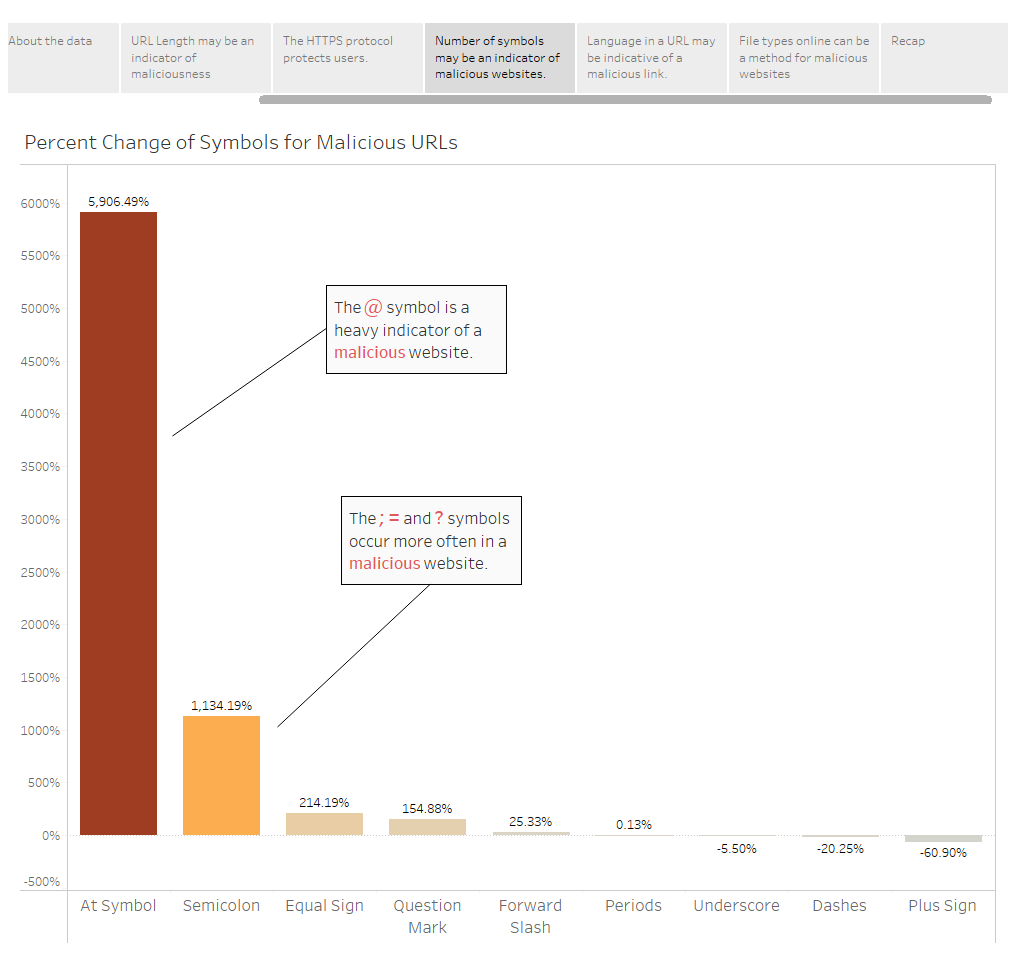 About the data
URL Length may be an
indicator of
maliciousness
The HTTPS protocol
protects users.
Number of symbols
may be an indicator of
malicious websites.
Language in a URL may
be indicative of a
malicious link.
File types online can be
a method for malicious
websites
Recap
Percent Change of Symbols for Malicious URLs
6000%
5500%
5000%
4500%
4000%
3500%
3000%
2500%
2000%
1500%
1000%
500%
0%
-500%
5,906.49%
The @ symbol is a
heavy indicator of a
malicious website.
The ; = and ? symbols
occur more often in a
malicious website.
1,134.19%
214.19%
154.88%
25.33%
0.13%
-5.50%
-20.25%
-60.90%
At Symbol
Semicolon
Equal Sign
Question
Mark
Forward
Slash
Periods
Underscore
Dashes
Plus Sign